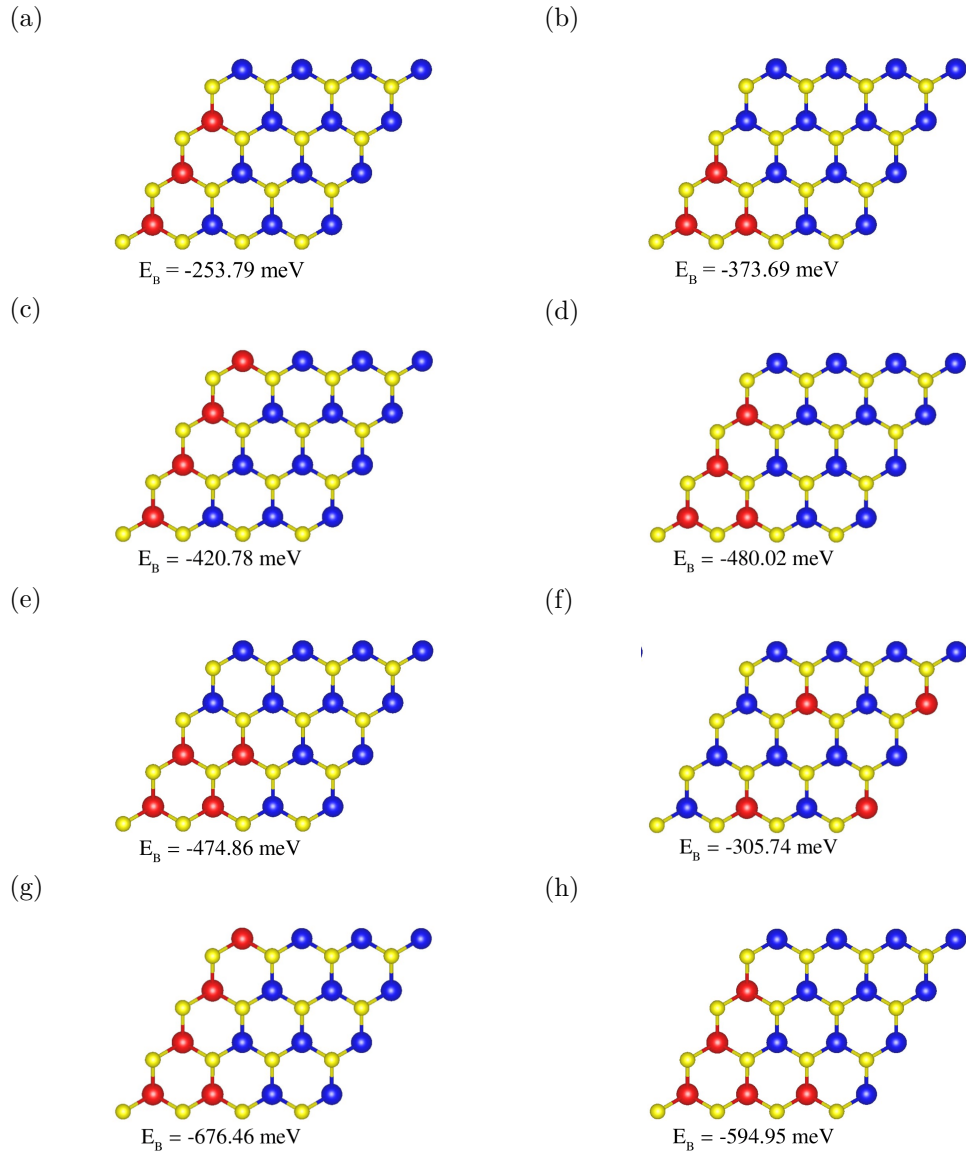 (a)
(b)
E_B = -253.79 meV
E_B = -373.69 meV
(c)
(d)
E_B = -420.78 meV
E_B = -480.02 meV
(e)
(f)
E_B = -474.86 meV
E_B = -305.74 meV
(g)
(h)
E_B = -676.46 meV
E_B = -594.95 meV